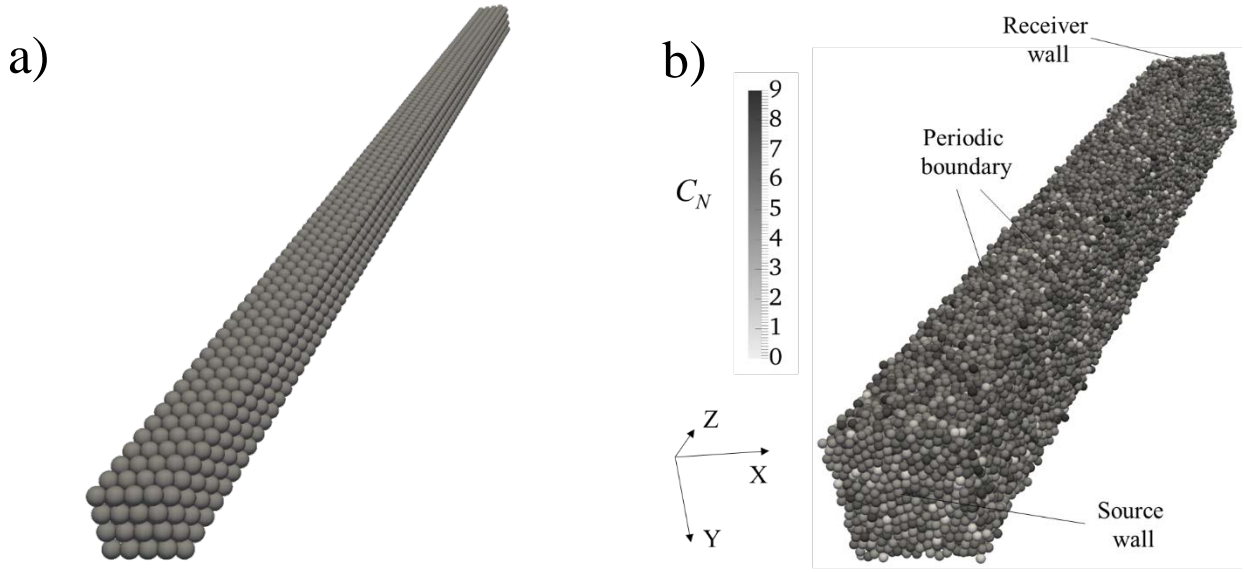 a)
b)
Receiver
wall
Periodic
boundary
C_N
9
8
7
6
5
4
3
2
1
0
Z
X
Y
Source
wall